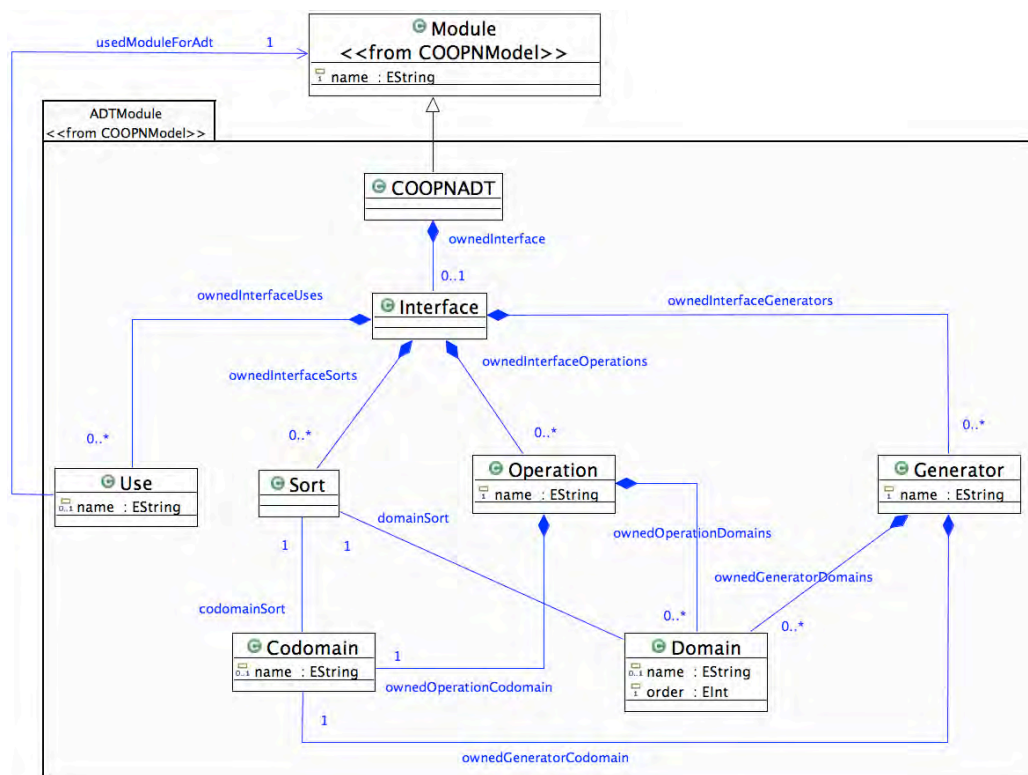 Module
<<from COOPNModel>>
1 name : EString
usedModuleForAdt
1
ADTModule
<<from COOPNModel>>
COOPNADT
ownedInterface
0..1
ownedInterfaceUses
Interface
ownedInterfaceGenerators
ownedInterfaceSorts
ownedInterfaceOperations
0..*
0..*
0..*
0..*
Use
0..1 name : EString
Sort
Operation
1 name : EString
Generator
1 name : EString
domainSort
ownedOperationDomains
1
1
ownedGeneratorDomains
codomainSort
0..*
0..*
Codomain
0..1 name : EString
1
ownedOperationCodomain
Domain
0..1 name : EString
1 order : EInt
1
ownedGeneratorCodomain